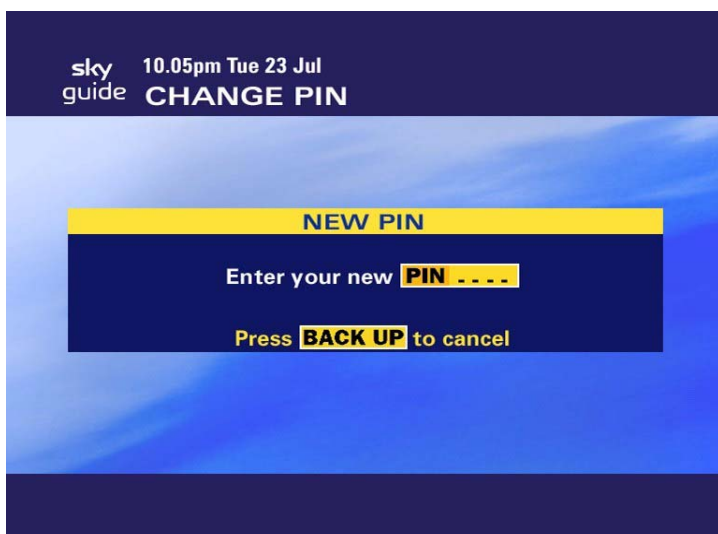 sky 10.05pm Tue 23 Jul
guide CHANGE PIN
NEW PIN
Enter your new PIN - - - -
Press BACK UP to cancel